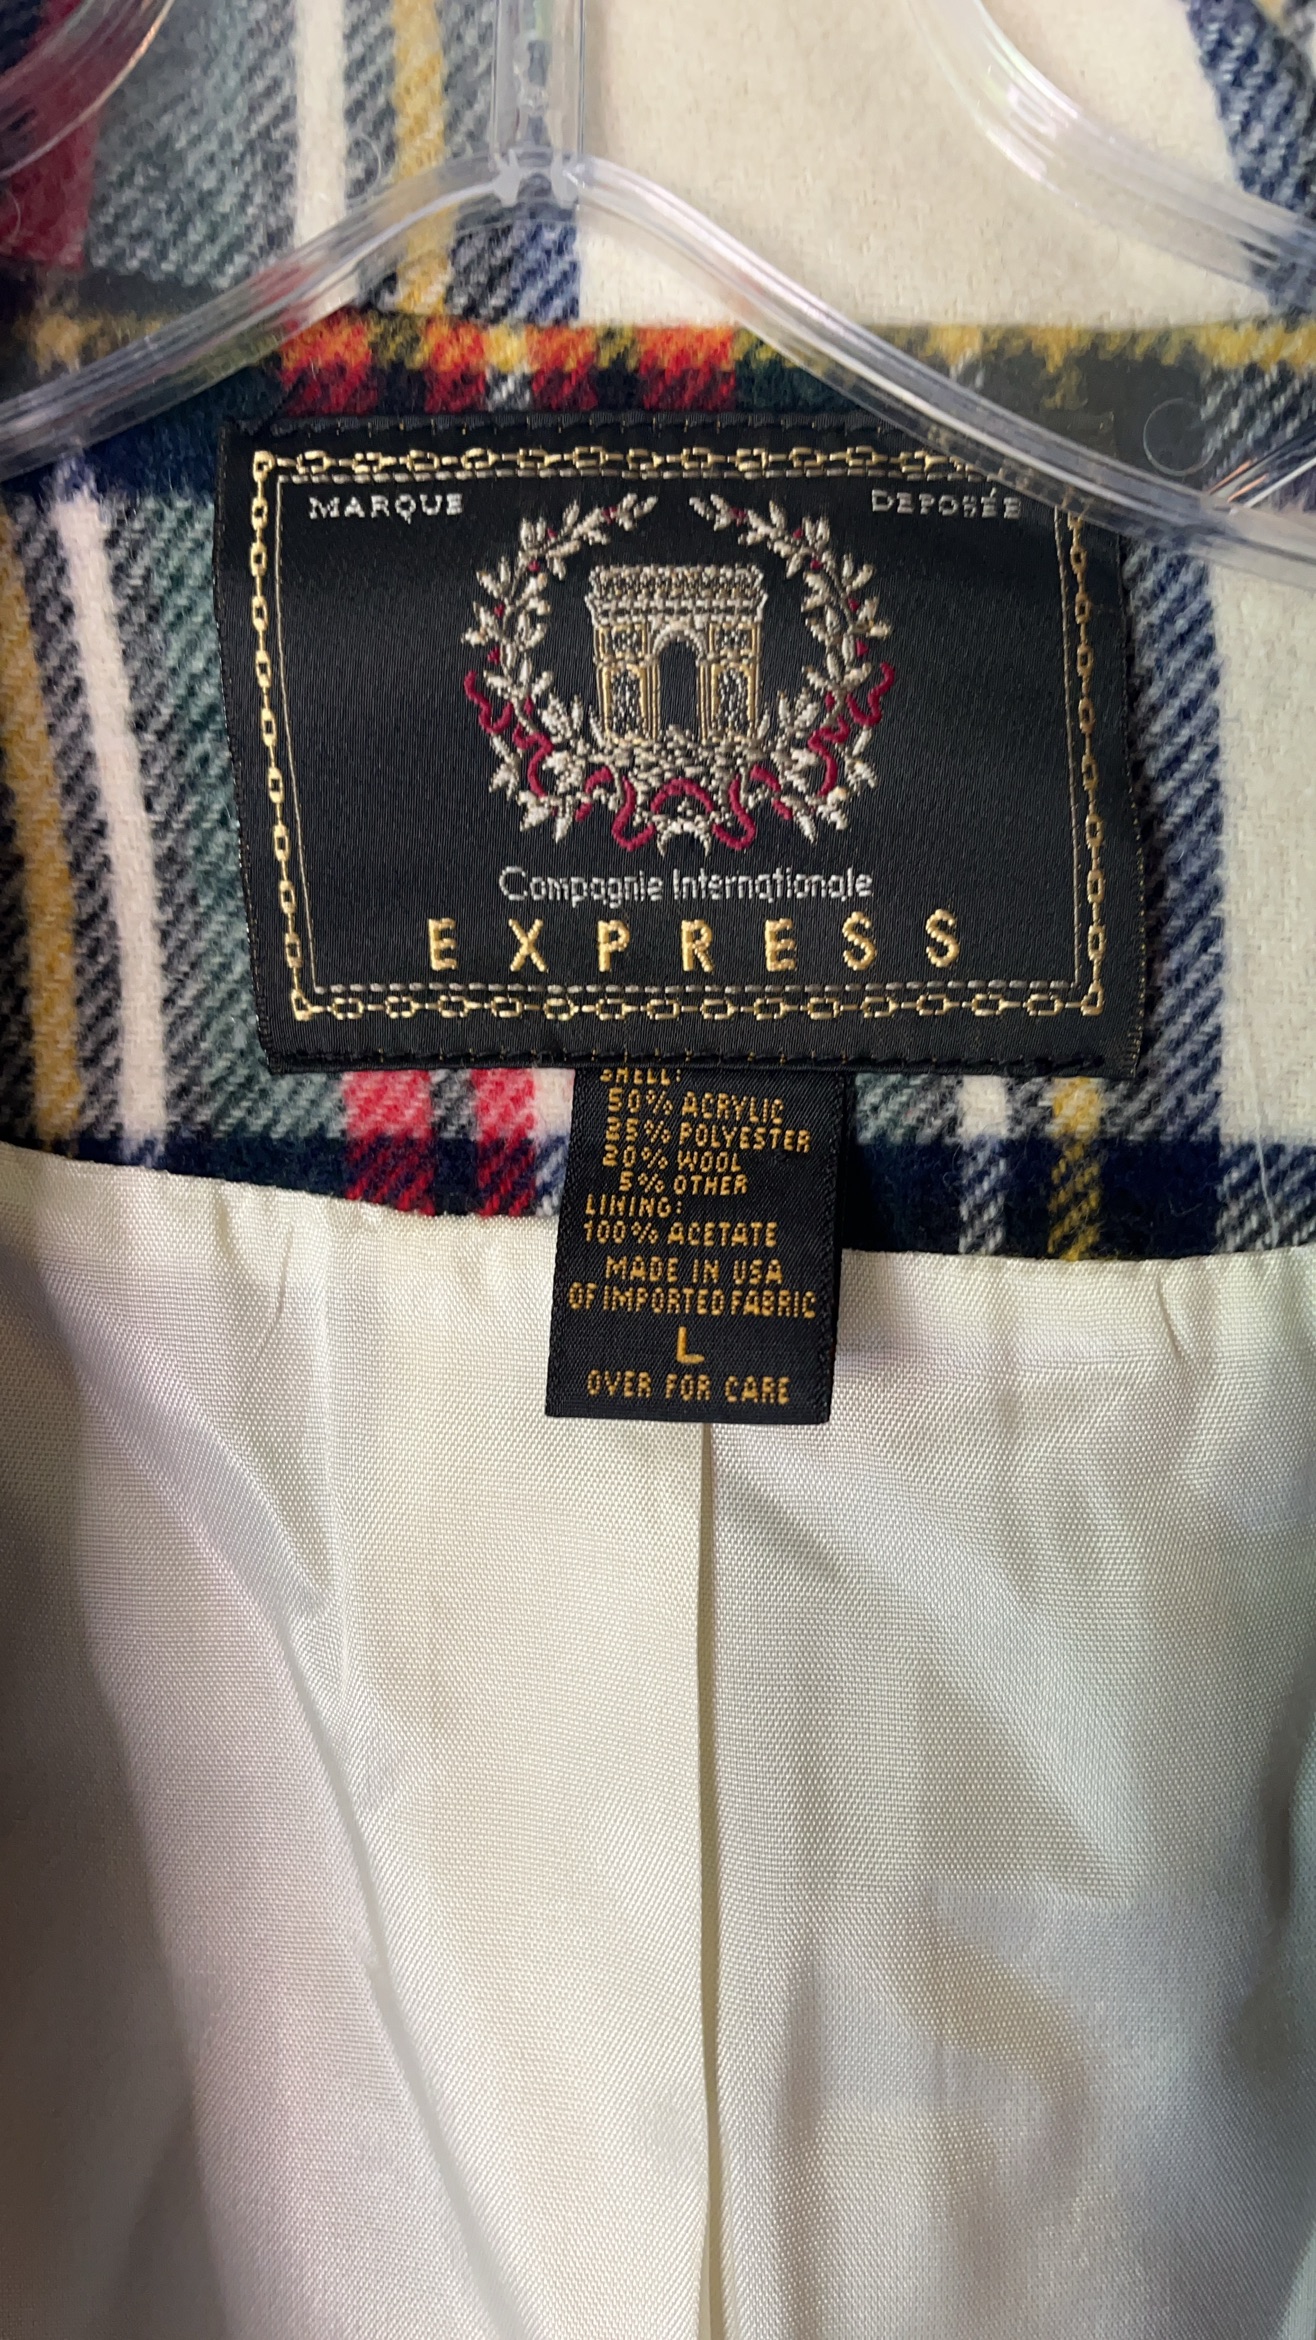 MARQUE DEPOSÉE
Compagnie Internationale
EXPRESS
SHELL:
50% ACRYLIC
25% POLYESTER
20% WOOL
5% OTHER
LINING:
100% ACETATE
MADE IN USA
OF IMPORTED FABRIC
L
OVER FOR CARE